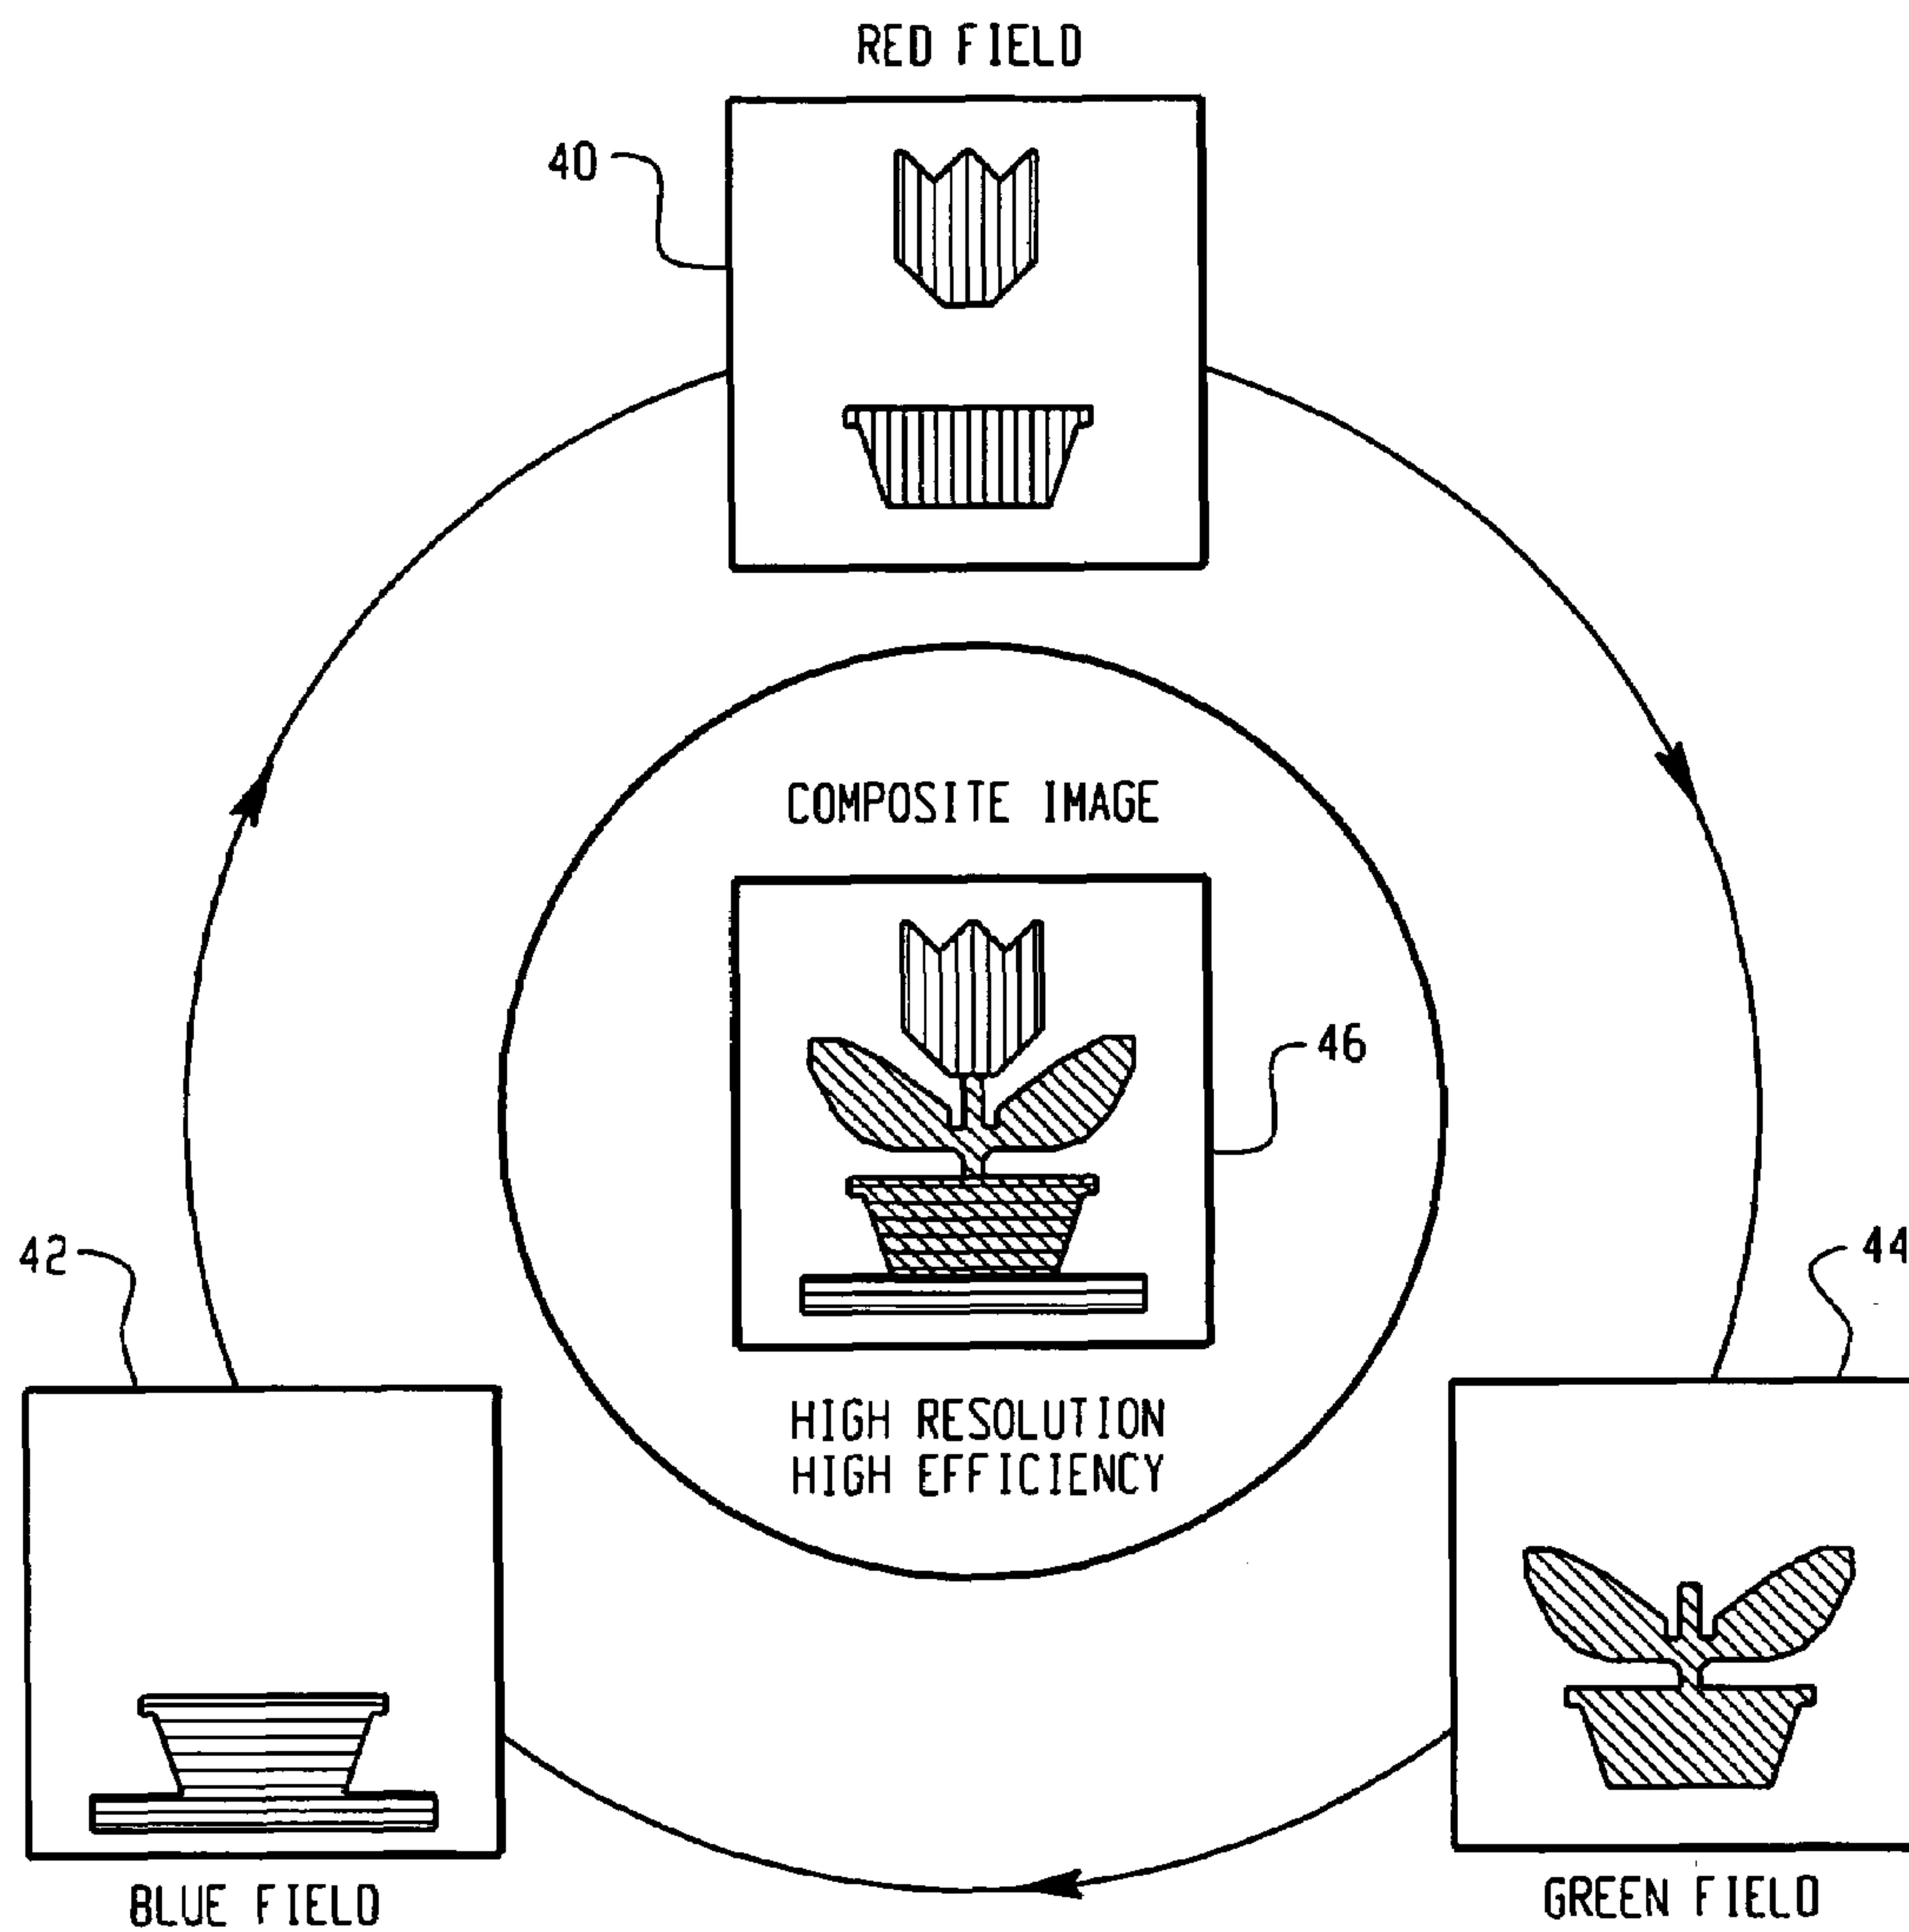 RED FIELD
40
COMPOSITE IMAGE
46
42
44
HIGH RESOLUTION
HIGH EFFICIENCY
BLUE FIELD
GREEN FIELD